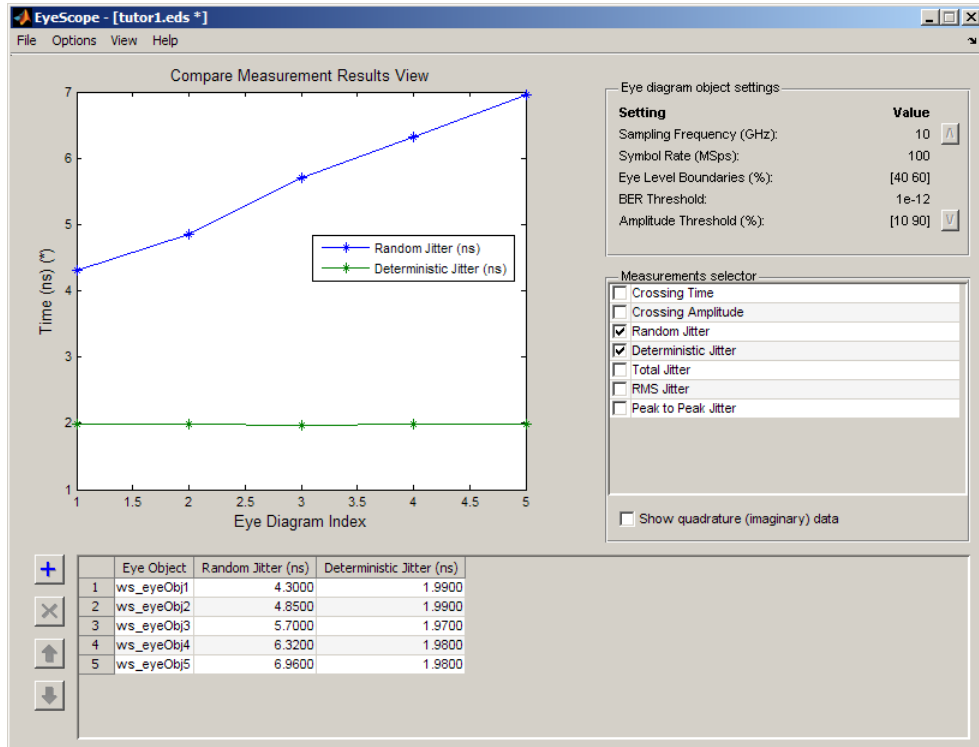 EyeScope - [tutor1.eds *]
File Options View Help
Compare Measurement Results View
7
6
5
4
3
2
1
Time (ns) (*)
Random Jitter (ns)
Deterministic Jitter (ns)
1 1.5 2 2.5 3 3.5 4 4.5 5
Eye Diagram Index
Eye diagram object settings
Setting Value
Sampling Frequency (GHz): 10
Symbol Rate (MSps): 100
Eye Level Boundaries (%): [40 60]
BER Threshold: 1e-12
Amplitude Threshold (%): [10 90]
Measurements selector
Crossing Time
Crossing Amplitude
Random Jitter
Deterministic Jitter
Total Jitter
RMS Jitter
Peak to Peak Jitter
Show quadrature (imaginary) data
Eye Object Random Jitter (ns) Deterministic Jitter (ns)
1 ws_eyeObj1 4.3000 1.9900
2 ws_eyeObj2 4.8500 1.9900
3 ws_eyeObj3 5.7000 1.9700
4 ws_eyeObj4 6.3200 1.9800
5 ws_eyeObj5 6.9600 1.9800